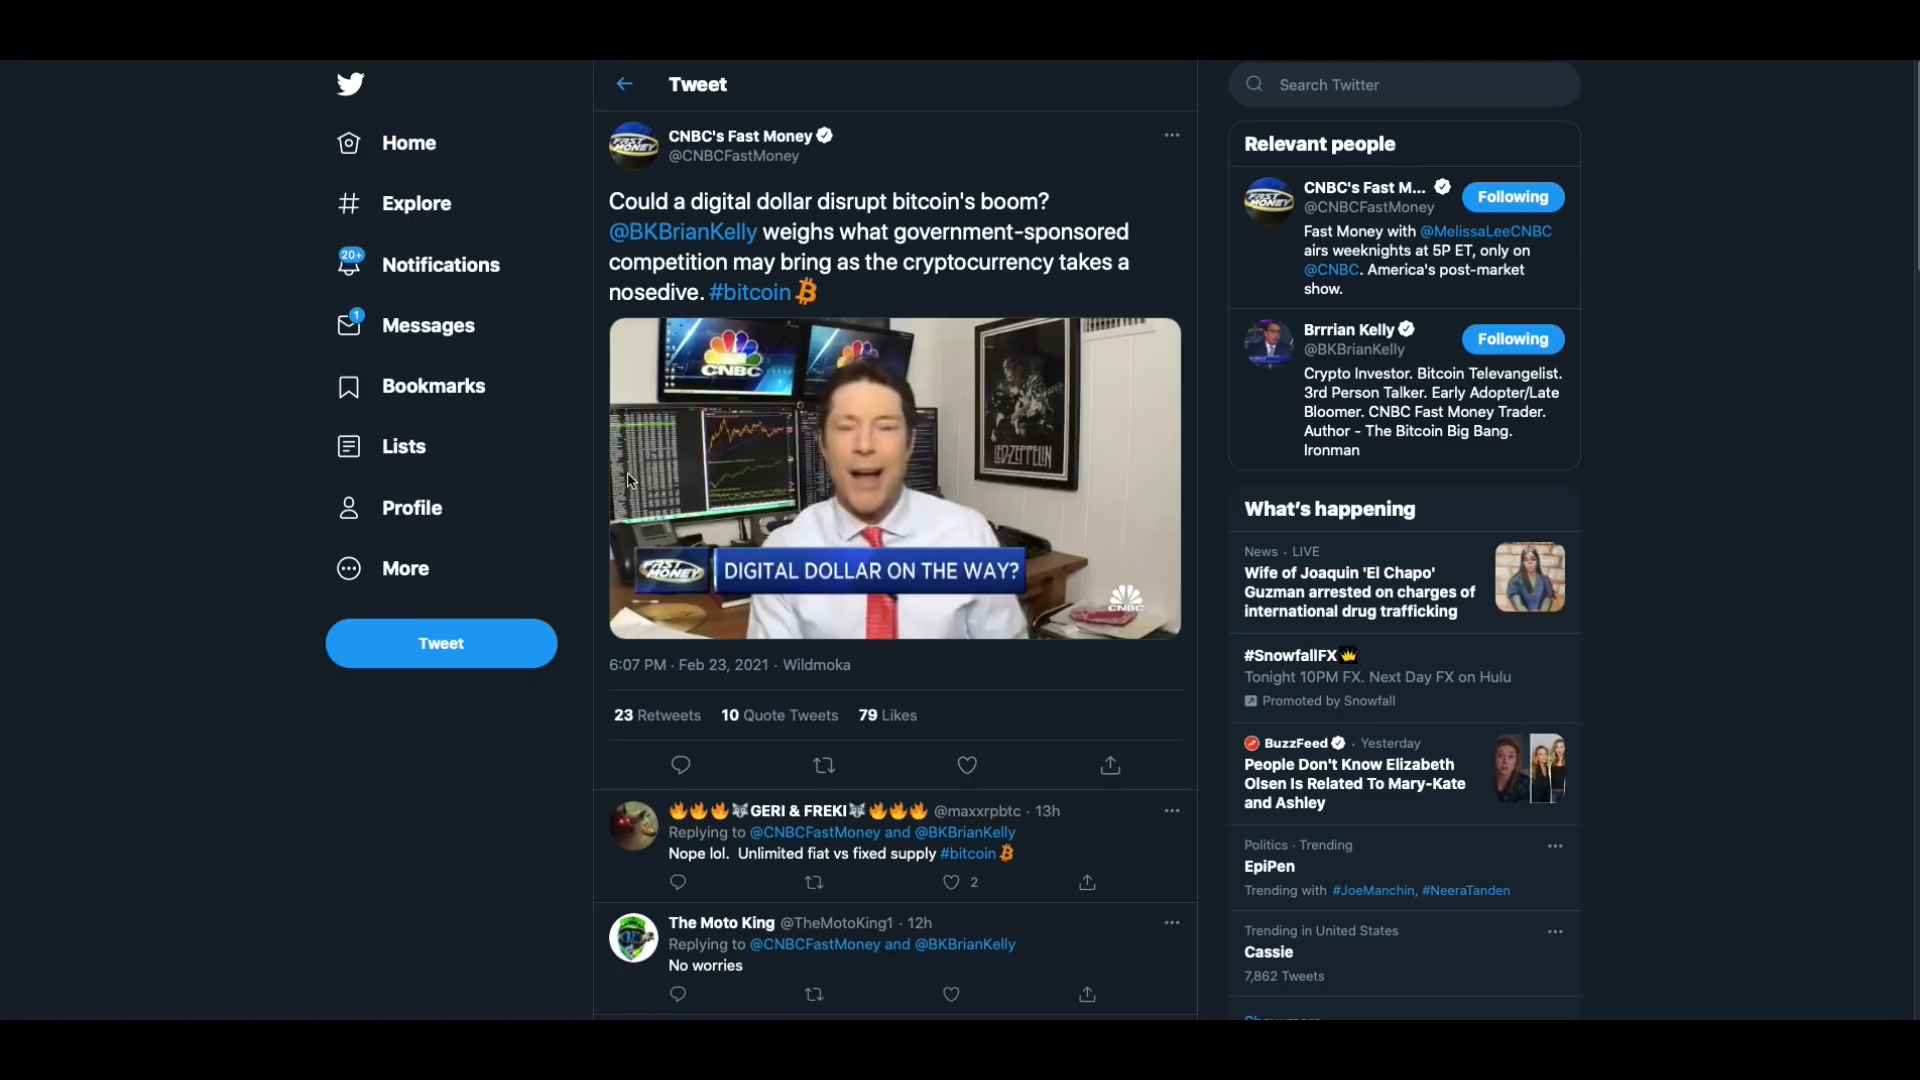 Home
Explore
20+
Notifications
1
Messages
Bookmarks
Lists
Profile
More
Tweet
Tweet
CNBC's Fast Money
@CNBCFastMoney
Could a digital dollar disrupt bitcoin's boom?
@BKBrianKelly weighs what government-sponsored
competition may bring as the cryptocurrency takes a
nosedive. #bitcoin
CNBC
LED-ZEPPELIN
FAST MONEY
DIGITAL DOLLAR ON THE WAY?
CNBC
6:07 PM · Feb 23, 2021 · Wildmoka
23 Retweets 10 Quote Tweets 79 Likes
GERI & FREKI @maxxrpbtc · 13h
Replying to @CNBCFastMoney and @BKBrianKelly
Nope lol. Unlimited fiat vs fixed supply #bitcoin
2
The Moto King @TheMotoKing1 · 12h
Replying to @CNBCFastMoney and @BKBrianKelly
No worries
Search Twitter
Relevant people
CNBC's Fast M...
@CNBCFastMoney
Following
Fast Money with @MelissaLeeCNBC
airs weeknights at 5P ET, only on
@CNBC. America's post-market
show.
Brrrian Kelly
@BKBrianKelly
Following
Crypto Investor. Bitcoin Televangelist.
3rd Person Talker. Early Adopter/Late
Bloomer. CNBC Fast Money Trader.
Author - The Bitcoin Big Bang.
Ironman
What's happening
News · LIVE
Wife of Joaquin 'El Chapo'
Guzman arrested on charges of
international drug trafficking
#SnowfallFX
Tonight 10PM FX. Next Day FX on Hulu
Promoted by Snowfall
BuzzFeed · Yesterday
People Don't Know Elizabeth
Olsen Is Related To Mary-Kate
and Ashley
Politics · Trending
EpiPen
Trending with #JoeManchin, #NeeraTanden
Trending in United States
Cassie
7,862 Tweets